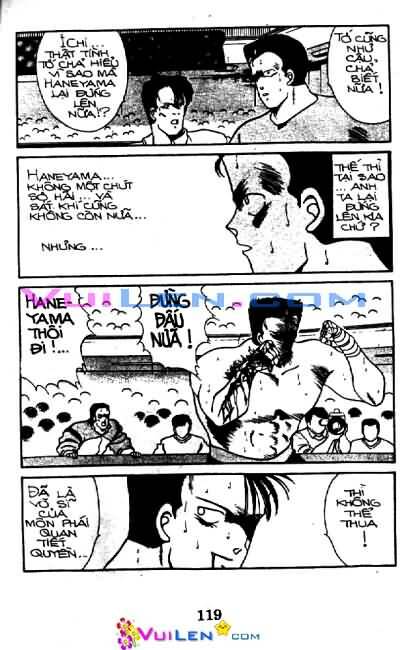 ÍCHI...
THẬT TÌNH,
TỚ CHẢ HIỂU
VÌ SAO MÀ
HANEYAMA
LẠI ĐỨNG
LÊN
NỮA!?
TỚ CŨNG
NHƯ
CẬU,
CHẢ
BIẾT
NỮA!
HANEYAMA...
KHÔNG MỘT CHÚT
SỢ HÃI... VÀ
SÁT KHÍ CŨNG
KHÔNG CÒN NỮA...
NHƯNG...
THẾ THÌ
TẠI SAO
... ANH
TA LẠI
ĐỨNG
LÊN KIA
CHỨ?
HANE-
YAMA
THÔI
ĐI!...
ĐỪNG
ĐẤU
NỮA!
VUILEN.COM
ĐÃ LÀ
VÕ SĨ
CỦA
MÔN PHÁI
QUAN
TIẾT
QUYỀN...
THÌ
KHÔNG
THỂ
THUA
!
119
VUILEN.COM